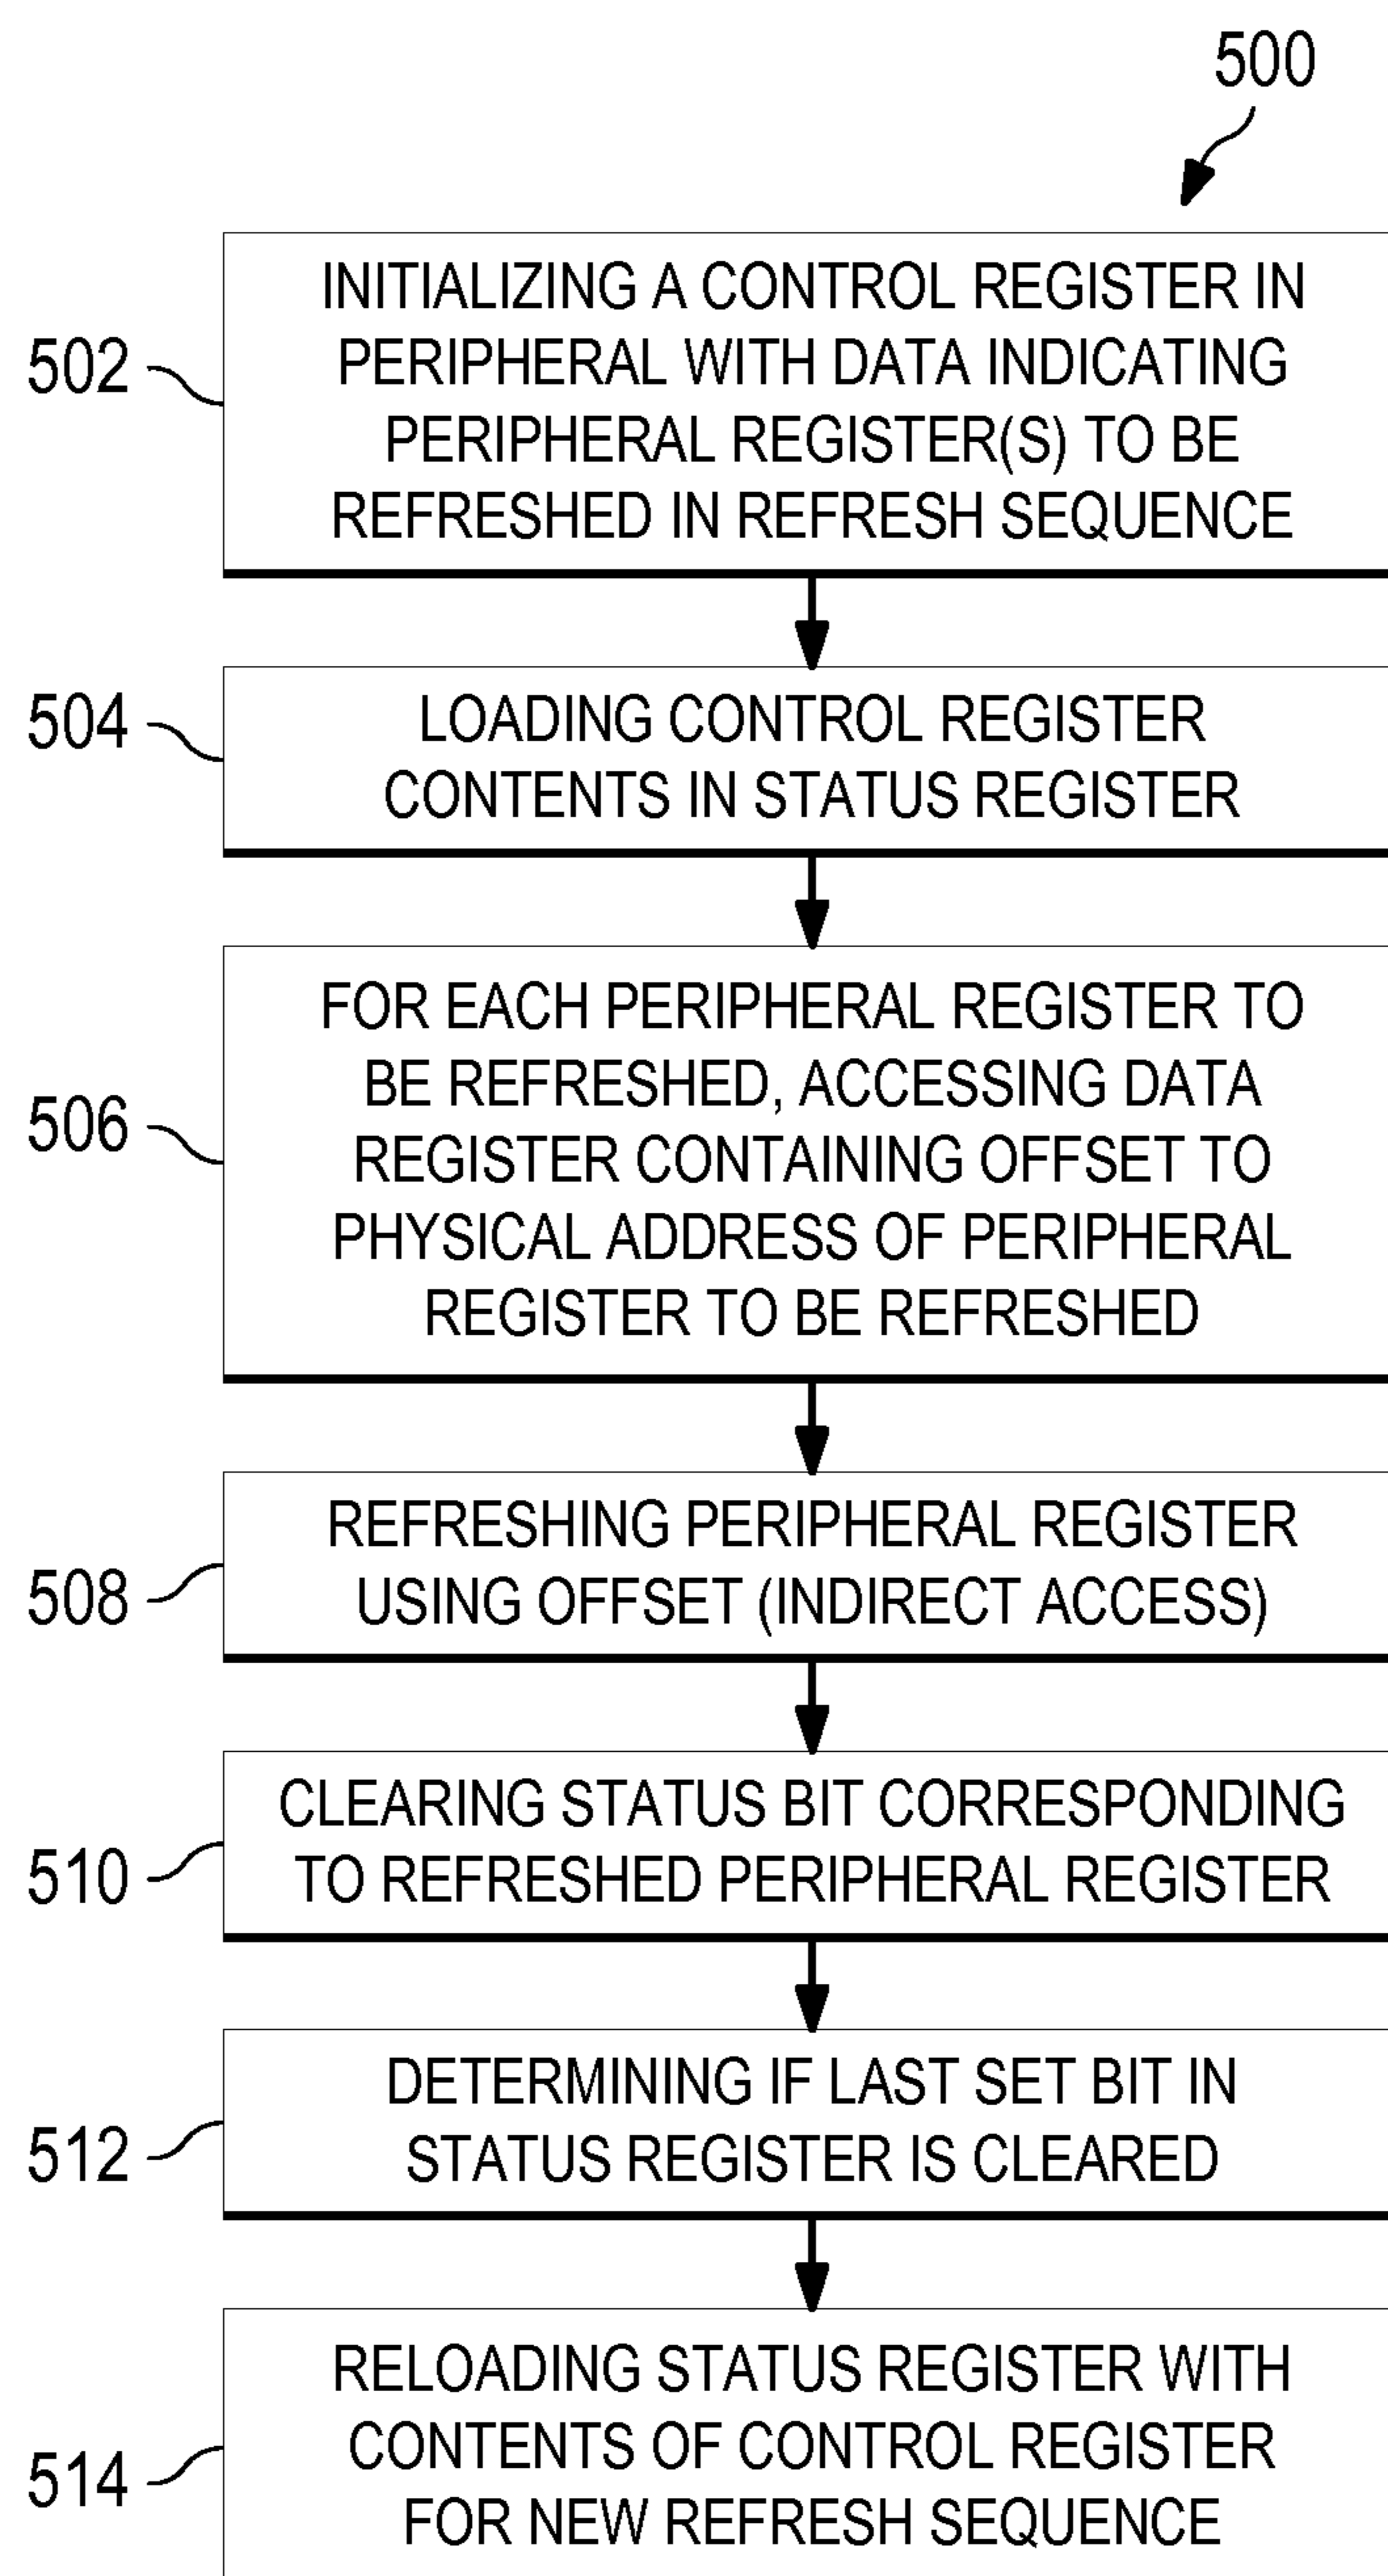 500
502
INITIALIZING A CONTROL REGISTER IN
PERIPHERAL WITH DATA INDICATING
PERIPHERAL REGISTER(S) TO BE
REFRESHED IN REFRESH SEQUENCE
504
LOADING CONTROL REGISTER
CONTENTS IN STATUS REGISTER
506
FOR EACH PERIPHERAL REGISTER TO
BE REFRESHED, ACCESSING DATA
REGISTER CONTAINING OFFSET TO
PHYSICAL ADDRESS OF PERIPHERAL
REGISTER TO BE REFRESHED
508
REFRESHING PERIPHERAL REGISTER
USING OFFSET (INDIRECT ACCESS)
510
CLEARING STATUS BIT CORRESPONDING
TO REFRESHED PERIPHERAL REGISTER
512
DETERMINING IF LAST SET BIT IN
STATUS REGISTER IS CLEARED
514
RELOADING STATUS REGISTER WITH
CONTENTS OF CONTROL REGISTER
FOR NEW REFRESH SEQUENCE